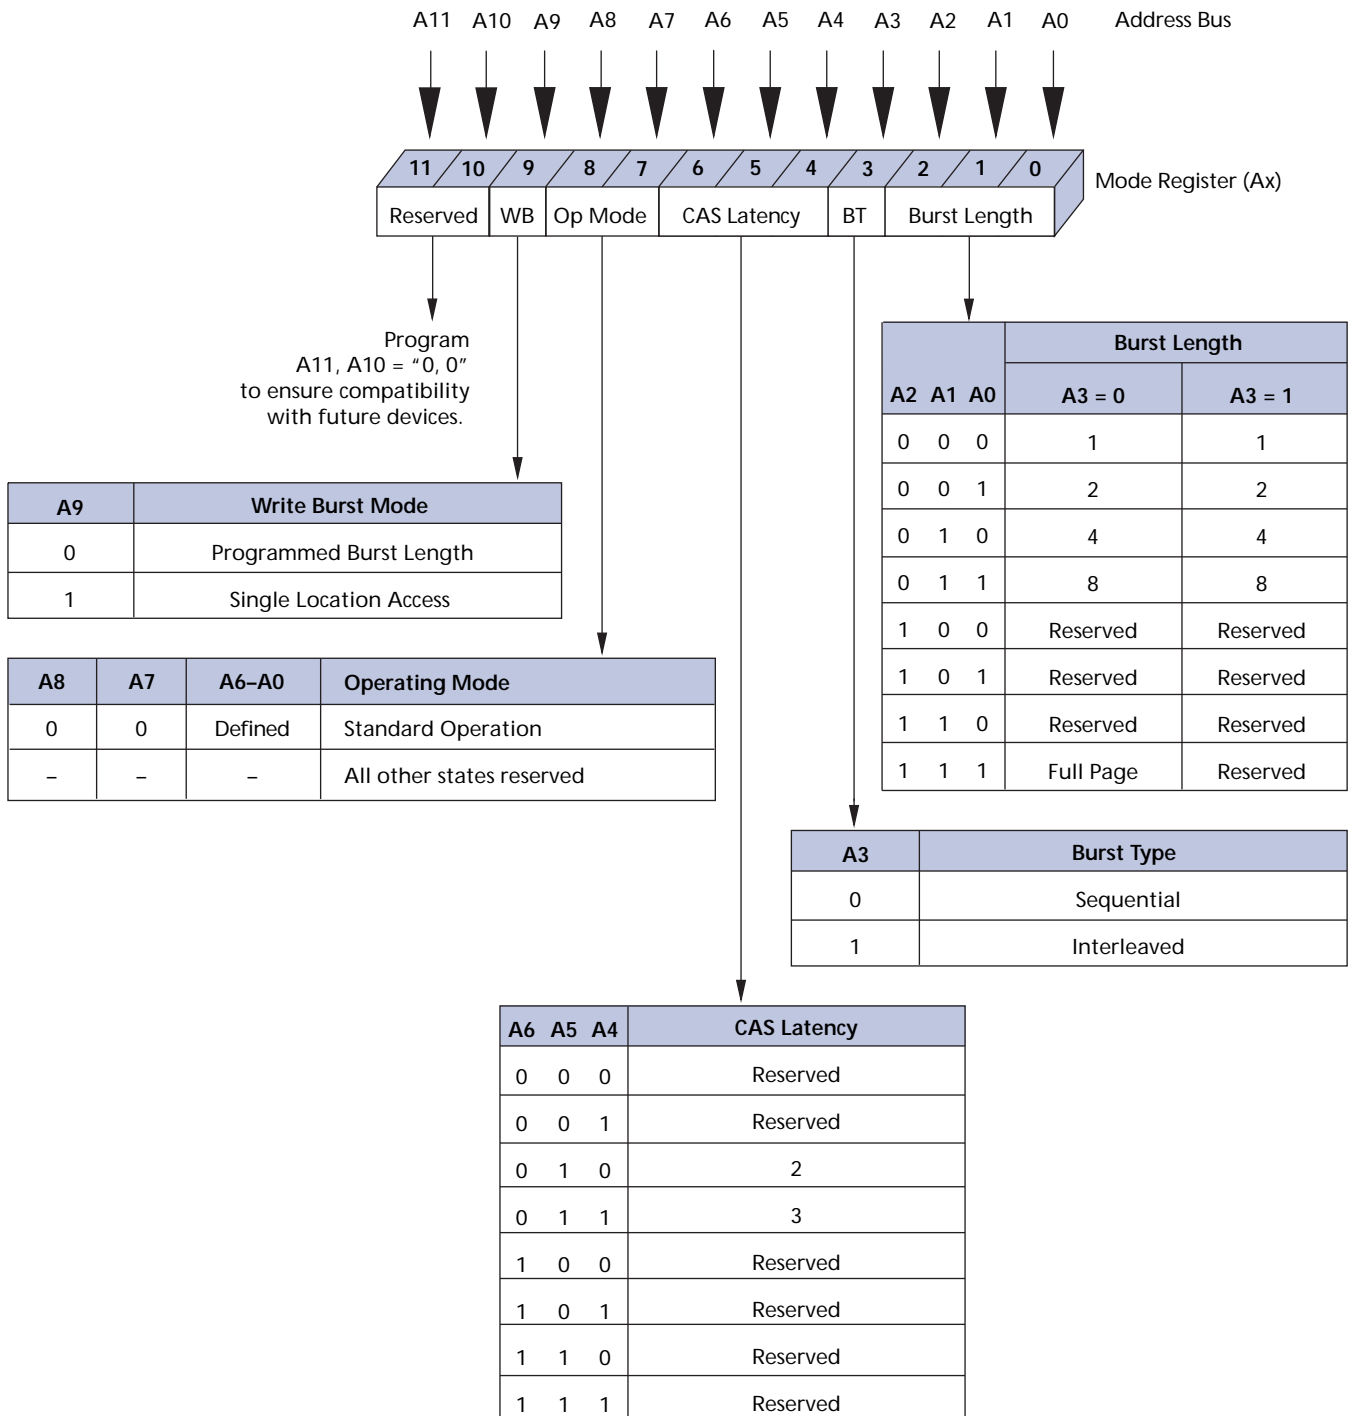 A11 A10 A9 A8 A7 A6 A5 A4 A3 A2 A1 A0 Address Bus
11 10 9 8 7 6 5 4 3 2 1 0
Mode Register (Ax)
Reserved WB Op Mode CAS Latency BT Burst Length
Program
A11, A10 = “0, 0”
to ensure compatibility
with future devices.
Burst Length
A2 A1 A0 A3 = 0 A3 = 1
0 0 0 1 1
0 0 1 2 2
0 1 0 4 4
0 1 1 8 8
1 0 0 Reserved Reserved
1 0 1 Reserved Reserved
1 1 0 Reserved Reserved
1 1 1 Full Page Reserved
A9 Write Burst Mode
0 Programmed Burst Length
1 Single Location Access
A8 A7 A6–A0 Operating Mode
0 0 Defined Standard Operation
– – – All other states reserved
A3 Burst Type
0 Sequential
1 Interleaved
A6 A5 A4 CAS Latency
0 0 0 Reserved
0 0 1 Reserved
0 1 0 2
0 1 1 3
1 0 0 Reserved
1 0 1 Reserved
1 1 0 Reserved
1 1 1 Reserved